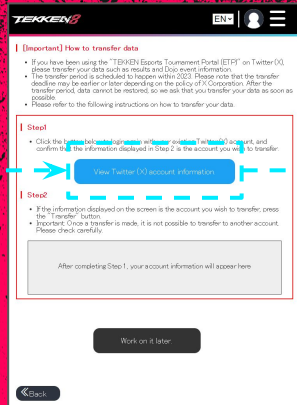 TEKKEN8
EN
[Important] How to transfer data
• If you have been using the "TEKKEN Esports Tournament Portal (ETP)" on Twitter (X),
please transfer your data such as results and Dojo event information.
• The transfer period is scheduled to happen within 2023. Please note that the transfer
deadline may be earlier or later depending on the policy of X Corporation. After the
transfer period, data cannot be restored, so we ask that you transfer your data as soon as
possible.
• Please refer to the following instructions on how to transfer your data.
Step1
• Click the button below to login again with your existing Twitter (X) account, and
confirm that the information displayed in Step 2 is the account you wish to transfer.
View Twitter (X) account information
Step2
• If the information displayed on the screen is the account you wish to transfer, press
the "Transfer" button.
• Important: Once a transfer is made, it is not possible to transfer to another account.
Please check carefully.
After completing Step 1, your account information will appear here
Work on it later.
Back